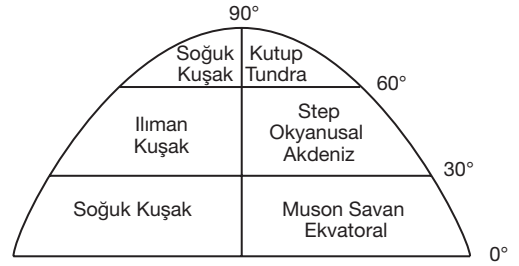 90°
Soğuk Kutup
Kuşak Tundra
60°
Ilıman
Kuşak
Step
Okyanusal
Akdeniz
30°
Soğuk Kuşak
Muson Savan
Ekvatoral
0°